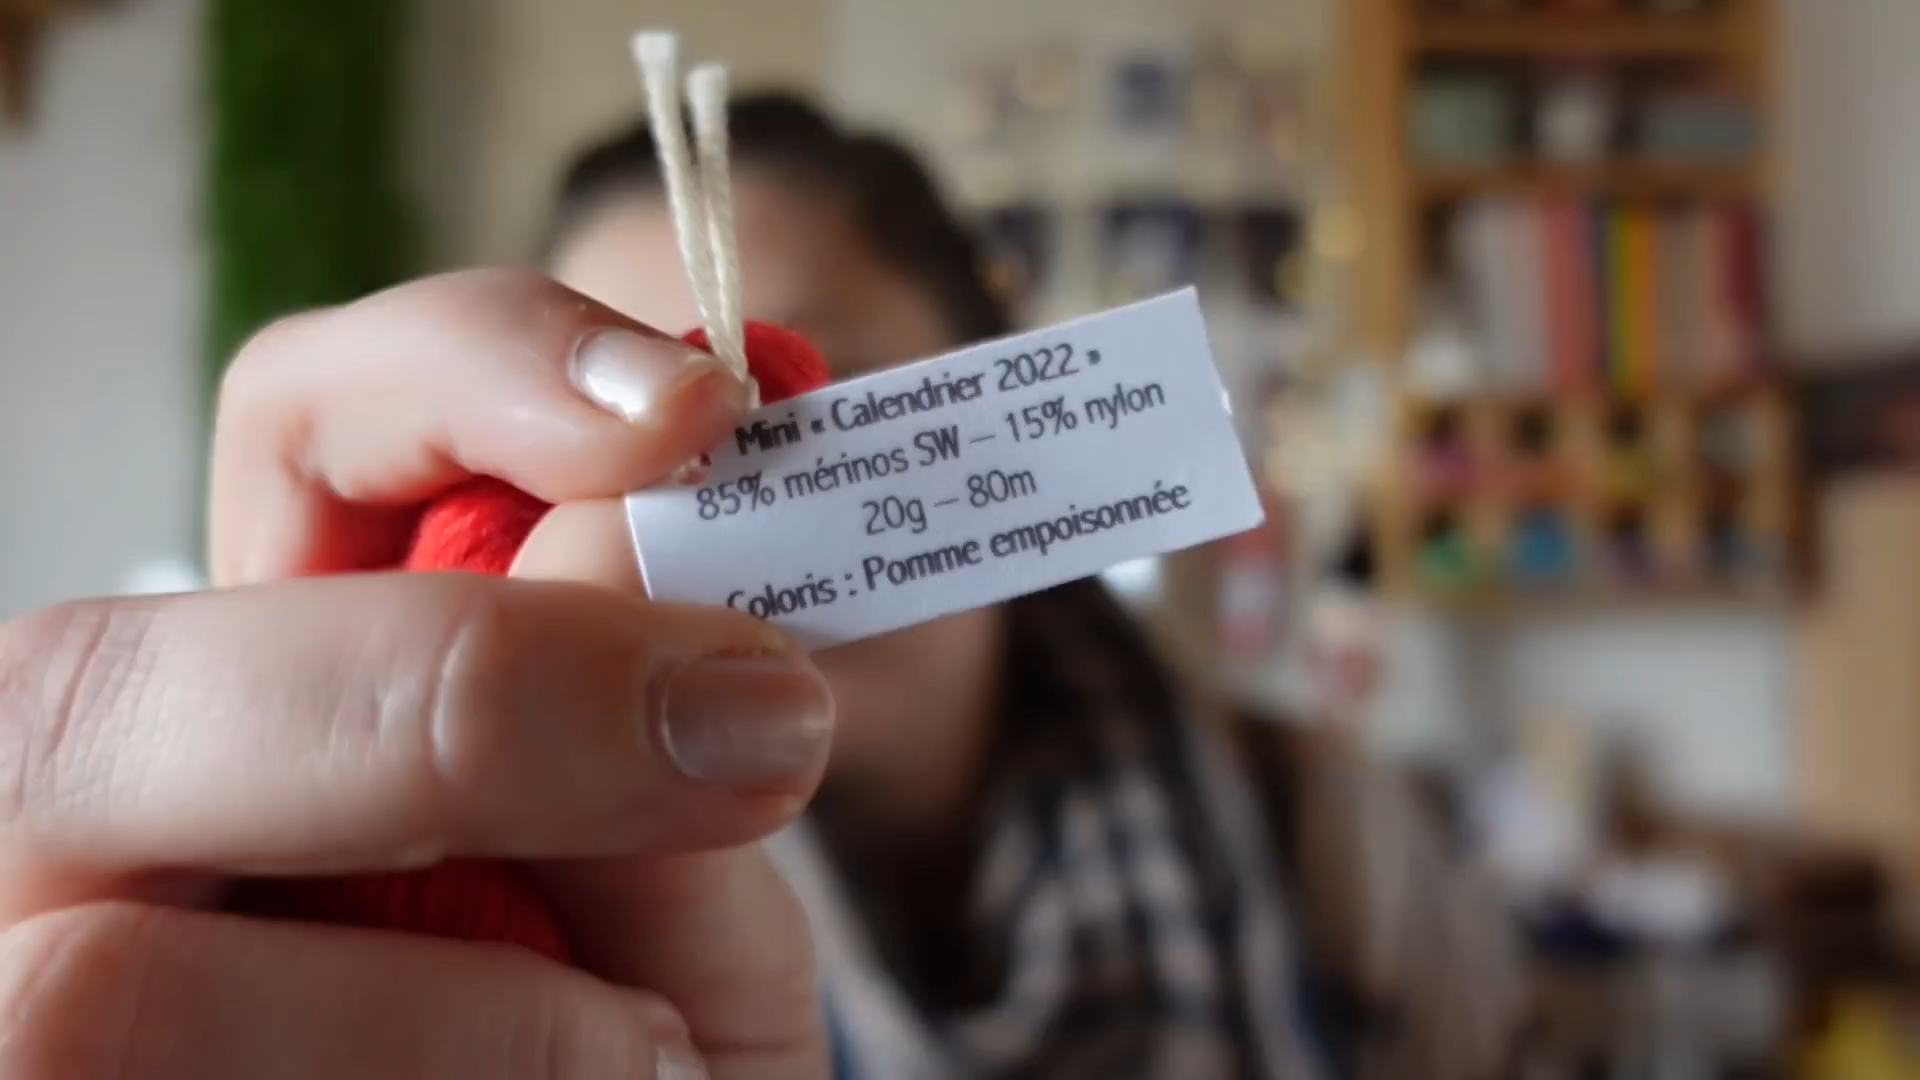 Mini « Calendrier 2022 »
85% mérinos SW – 15% nylon
20g – 80m
Coloris : Pomme empoisonnée